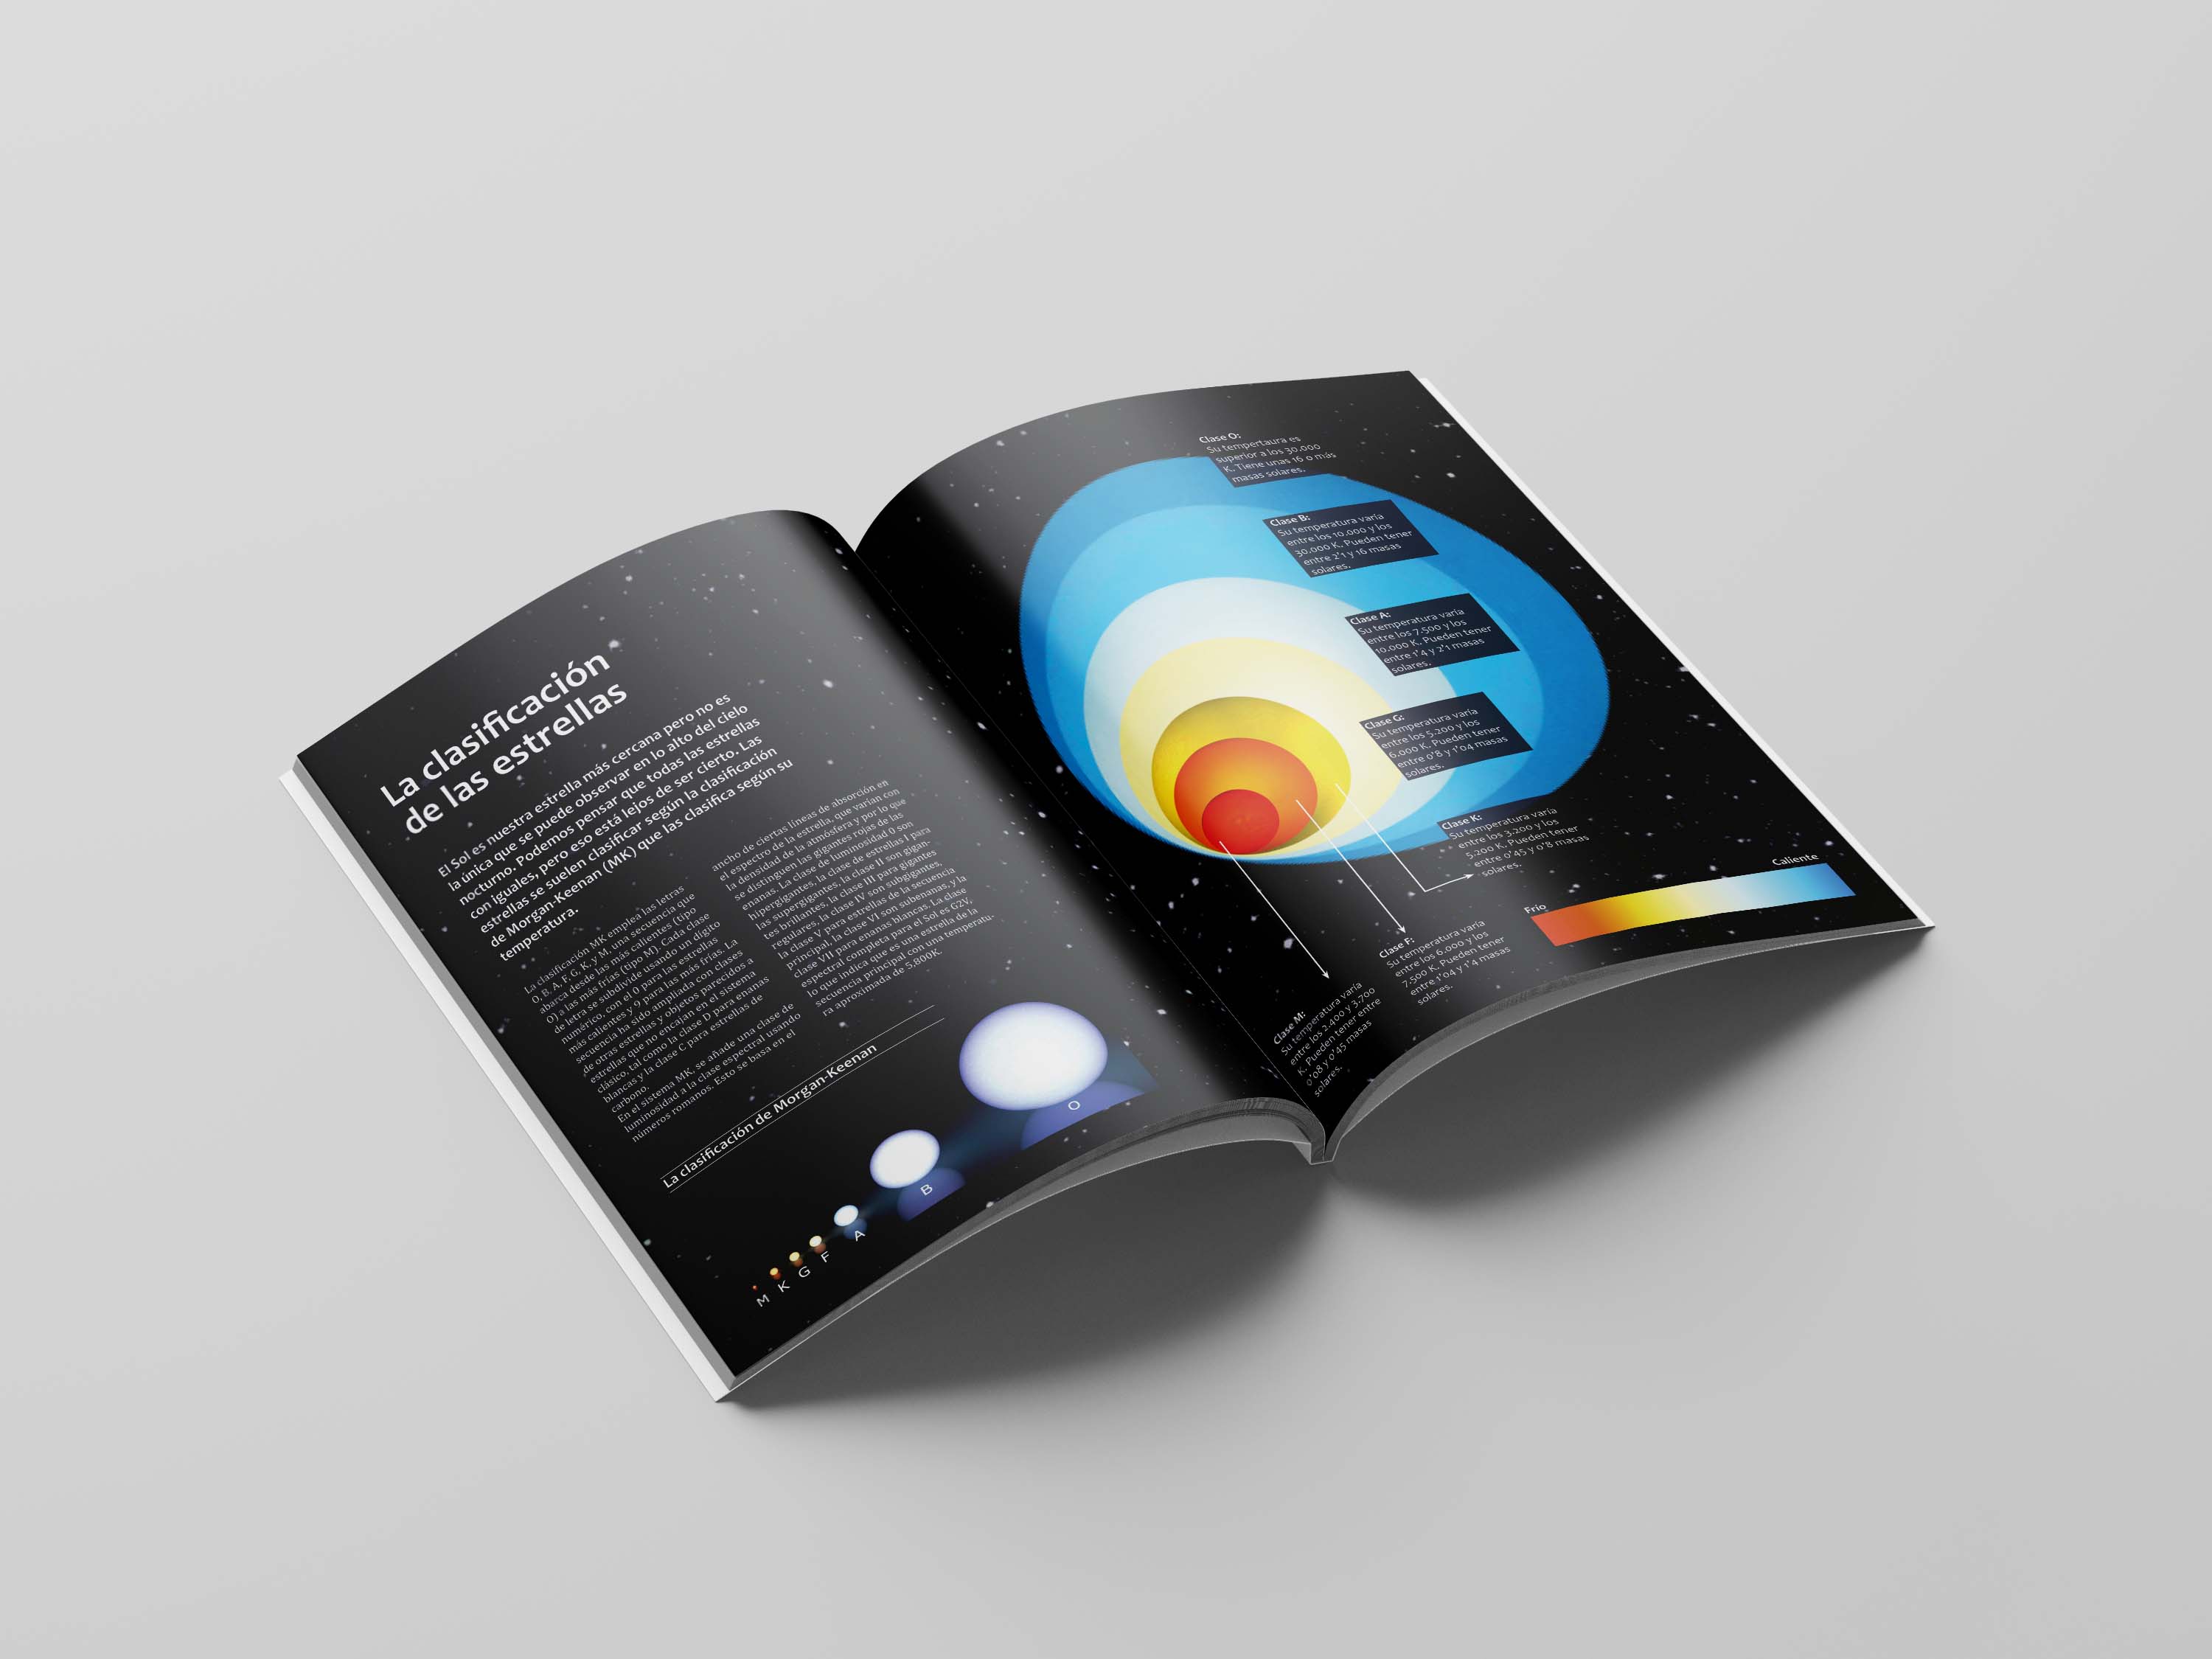 La clasificación
de las estrellas
El Sol es nuestra estrella más cercana pero no es
la única que se puede observar en lo alto del cielo
nocturno. Podemos pensar que todas las estrellas
con iguales, pero eso está lejos de ser cierto. Las
estrellas se suelen clasificar según la clasificación
de Morgan-Keenan (MK) que las clasifica según su
temperatura.
La clasificación MK emplea las letras
O, B, A, F, G, K, y M, una secuencia que
abarca desde las más calientes (tipo
O) a las más frías (tipo M). Cada clase
de letra se subdivide usando un dígito
numérico, con el 0 para las estrellas
más calientes y 9 para las más frías. La
secuencia ha sido ampliada con clases
de otras estrellas y objetos parecidos a
estrellas que no encajan en el sistema
clásico, tal como la clase D para enanas
blancas y la clase C para estrellas de
carbono.
En el sistema MK, se añade una clase de
luminosidad a la clase espectral usando
números romanos. Esto se basa en el
ancho de ciertas líneas de absorción en
el espectro de la estrella, que varían con
la densidad de la atmósfera y por lo que
se distinguen las gigantes rojas de las
enanas. La clase de luminosidad 0 son
hipergigantes, la clase de estrellas I para
las supergigantes, la clase II son gigan-
tes brillantes, la clase III para gigantes
regulares, la clase IV son subgigantes,
la clase V para estrellas de la secuencia
principal, la clase VI son subenanas, y la
clase VII para enanas blancas. La clase
espectral completa para el Sol es G2V,
lo que indica que es una estrella de la
secuencia principal con una temperatu-
ra aproximada de 5,800K.
La clasificación de Morgan-Keenan
M K G F A B O
Clase O:
Su tempertaura es
superior a los 30.000
K. Tiene unas 16 o más
masas solares.
Clase B:
Su temperatura varía
entre los 10.000 y los
30.000 K. Pueden tener
entre 2'1 y 16 masas
solares.
Clase A:
Su temperatura varía
entre los 7.500 y los
10.000 K. Pueden tener
entre 1'4 y 2'1 masas
solares.
Clase G:
Su temperatura varía
entre los 5.200 y los
6.000 K. Pueden tener
entre 0'8 y 1'04 masas
solares.
Clase K:
Su temperatura varía
entre los 3.200 y los
5.200 K. Pueden tener
entre 0'45 y 0'8 masas
solares.
Clase F:
Su temperatura varía
entre los 6.000 y los
7.500 K. Pueden tener
entre 1'04 y 1'4 masas
solares.
Clase M:
Su temperatura varía
entre los 2.400 y 3.700
K. Pueden tener entre
0'08 y 0'45 masas
solares.
Frío
Caliente